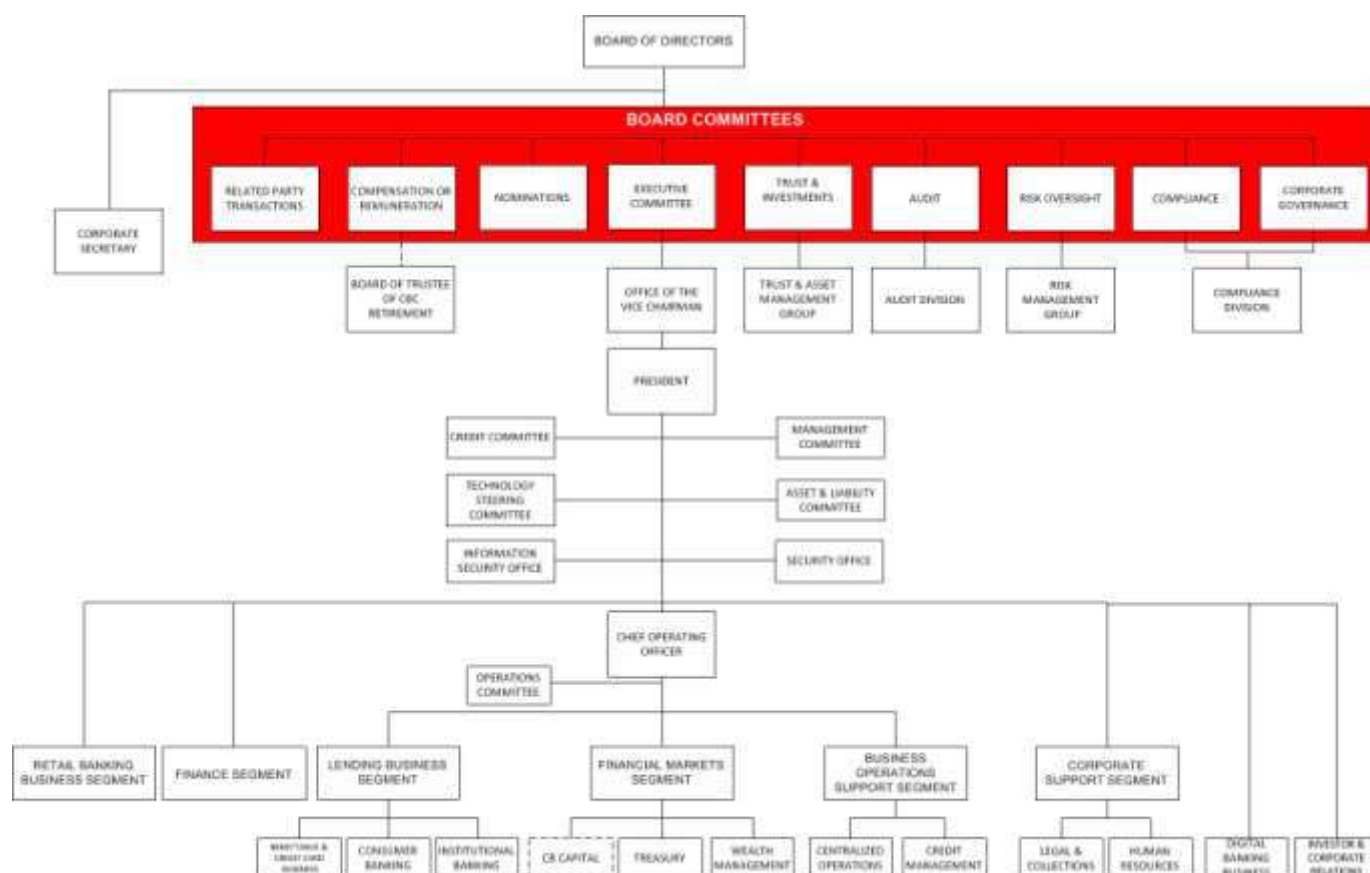 BOARD OF DIRECTORS
BOARD COMMITTEES
RELATED PARTY
TRANSACTIONS
COMPENSATION OR
REMUNERATION
NOMINATIONS
EXECUTIVE
COMMITTEE
TRUST &
INVESTMENTS
AUDIT
RISK OVERSIGHT
COMPLIANCE
CORPORATE
GOVERNANCE
CORPORATE
SECRETARY
BOARD OF TRUSTEE
OF CBC
RETIREMENT
OFFICE OF THE
VICE CHAIRMAN
TRUST & ASSET
MANAGEMENT
GROUP
AUDIT DIVISION
RISK
MANAGEMENT
GROUP
COMPLIANCE
DIVISION
PRESIDENT
CREDIT COMMITTEE
MANAGEMENT
COMMITTEE
TECHNOLOGY
STEERING
COMMITTEE
ASSET & LIABILITY
COMMITTEE
INFORMATION
SECURITY OFFICE
SECURITY OFFICE
CHIEF OPERATING
OFFICER
OPERATIONS
COMMITTEE
RETAIL BANKING
BUSINESS SEGMENT
FINANCE SEGMENT
LENDING BUSINESS
SEGMENT
FINANCIAL MARKETS
SEGMENT
BUSINESS
OPERATIONS
SUPPORT SEGMENT
CORPORATE
SUPPORT SEGMENT
CREDIT CARD
BUSINESS
CONSUMER
BANKING
INSTITUTIONAL
BANKING
CB CAPITAL
TREASURY
WEALTH
MANAGEMENT
CENTRALIZED
OPERATIONS
CREDIT
MANAGEMENT
LEGAL &
COLLECTIONS
HUMAN
RESOURCES
DIGITAL
BANKING
BUSINESS
INVESTOR &
CORPORATE
RELATIONS